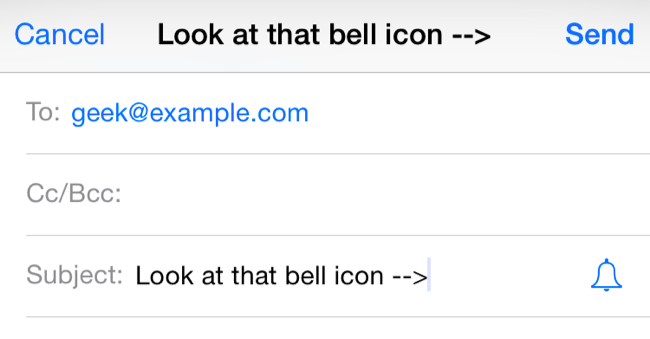 Cancel Look at that bell icon --> Send
To: geek@example.com
Cc/Bcc:
Subject: Look at that bell icon -->